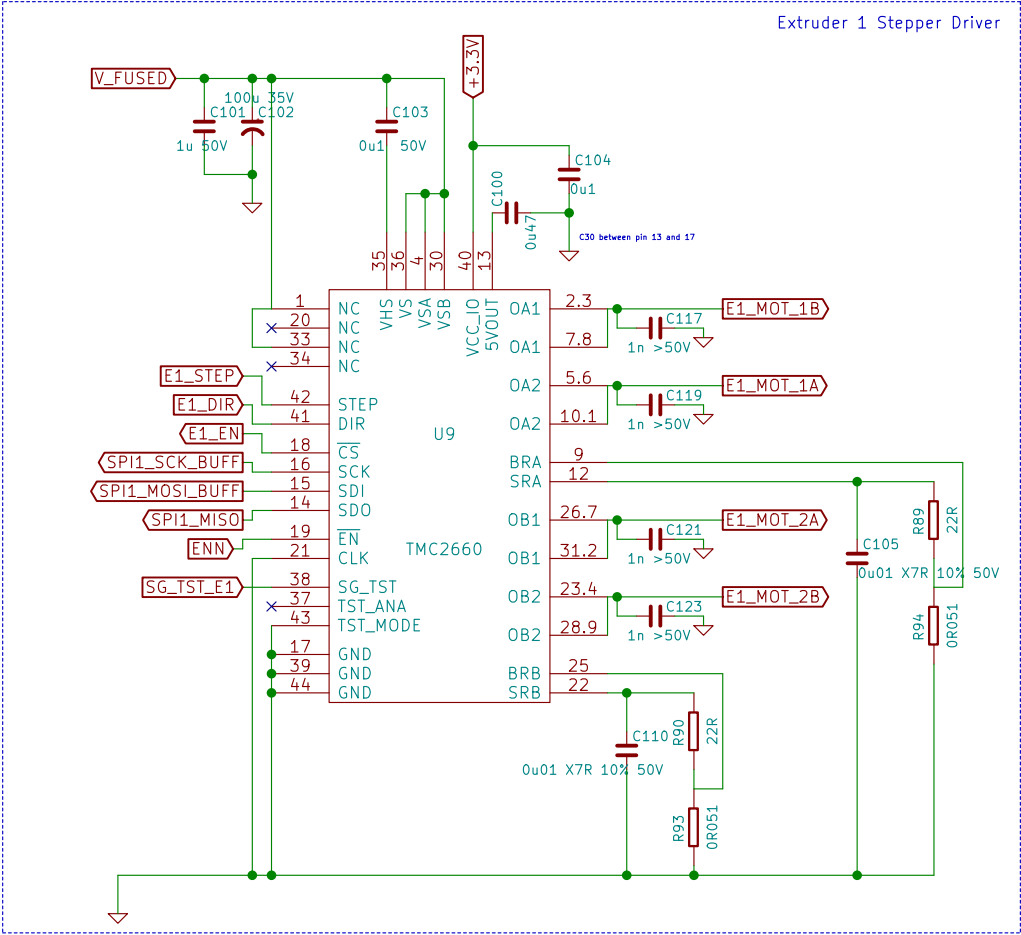 Extruder 1 Stepper Driver
+3.3V
V_FUSED
100u 35V
C101
C102
1u 50V
C103
0u1 50V
C104
0u1
C100
0u47
C30 between pin 13 and 17
35
36
4
30
40
13
VHS
VS
VSA
VSB
VCC_IO
5VOUT
1 NC
20 NC
33 NC
34 NC
E1_STEP
42 STEP
E1_DIR
41 DIR
E1_EN
18 CS
SPI1_SCK_BUFF
16 SCK
SPI1_MOSI_BUFF
15 SDI
SPI1_MISO
14 SDO
ENN
19 EN
21 CLK
SG_TST_E1
38 SG_TST
37 TST_ANA
43 TST_MODE
17 GND
39 GND
44 GND
U9
TMC2660
OA1 2.3
E1_MOT_1B
C117
1n >50V
OA1 7.8
OA2 5.6
E1_MOT_1A
C119
1n >50V
OA2 10.1
BRA 9
SRA 12
OB1 26.7
E1_MOT_2A
C121
1n >50V
OB1 31.2
OB2 23.4
E1_MOT_2B
C123
1n >50V
OB2 28.9
BRB 25
SRB 22
R89
22R
C105
0u01 X7R 10% 50V
R94
0R051
C110
0u01 X7R 10% 50V
R90
22R
R93
0R051